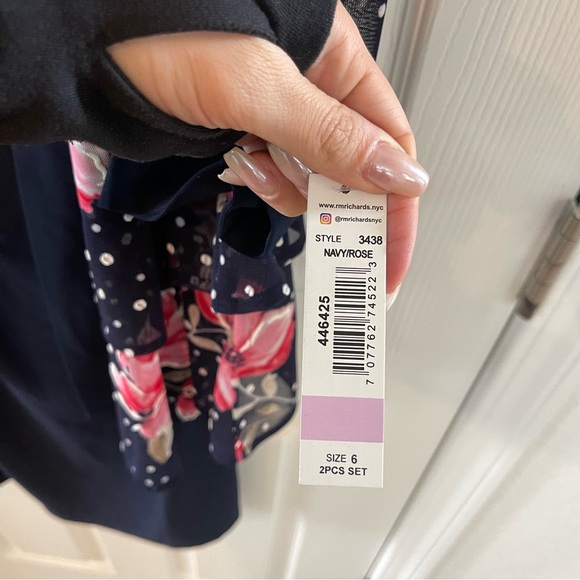 www.rmrichards.nyc
@rmrichardsnyc
STYLE 3438
NAVY/ROSE
446425
7 07762 74522 3
SIZE 6
2PCS SET